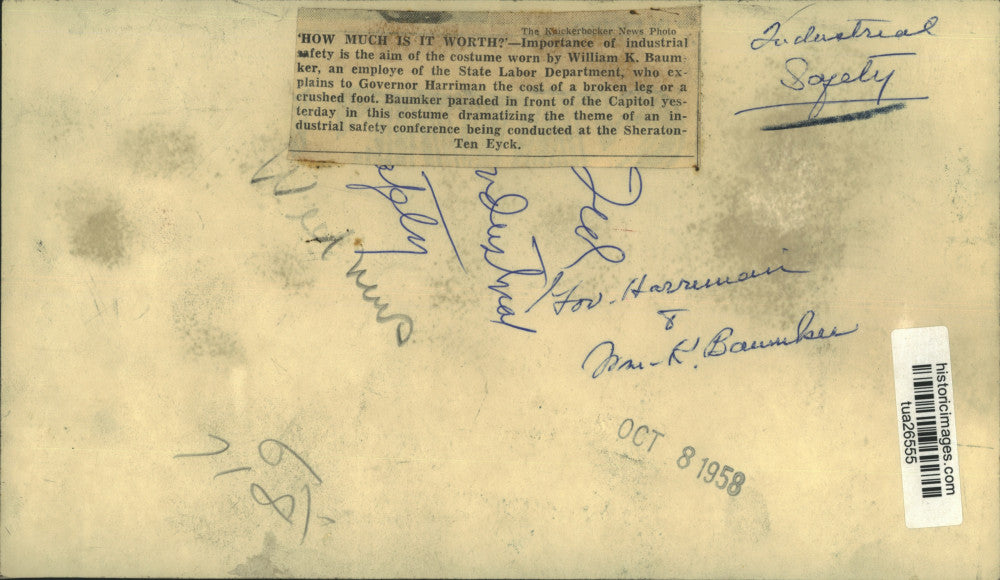 The Knickerbocker News Photo
'HOW MUCH IS IT WORTH?'—Importance of industrial
safety is the aim of the costume worn by William K. Baum-
ker, an employe of the State Labor Department, who ex-
plains to Governor Harriman the cost of a broken leg or a
crushed foot. Baumker paraded in front of the Capitol yes-
terday in this costume dramatizing the theme of an in-
dustrial safety conference being conducted at the Sheraton-
Ten Eyck.
Industrial
Safety
Gov. Harriman
&
Wm. K. Baumker
OCT 8 1958
historicimages.com
tua26555